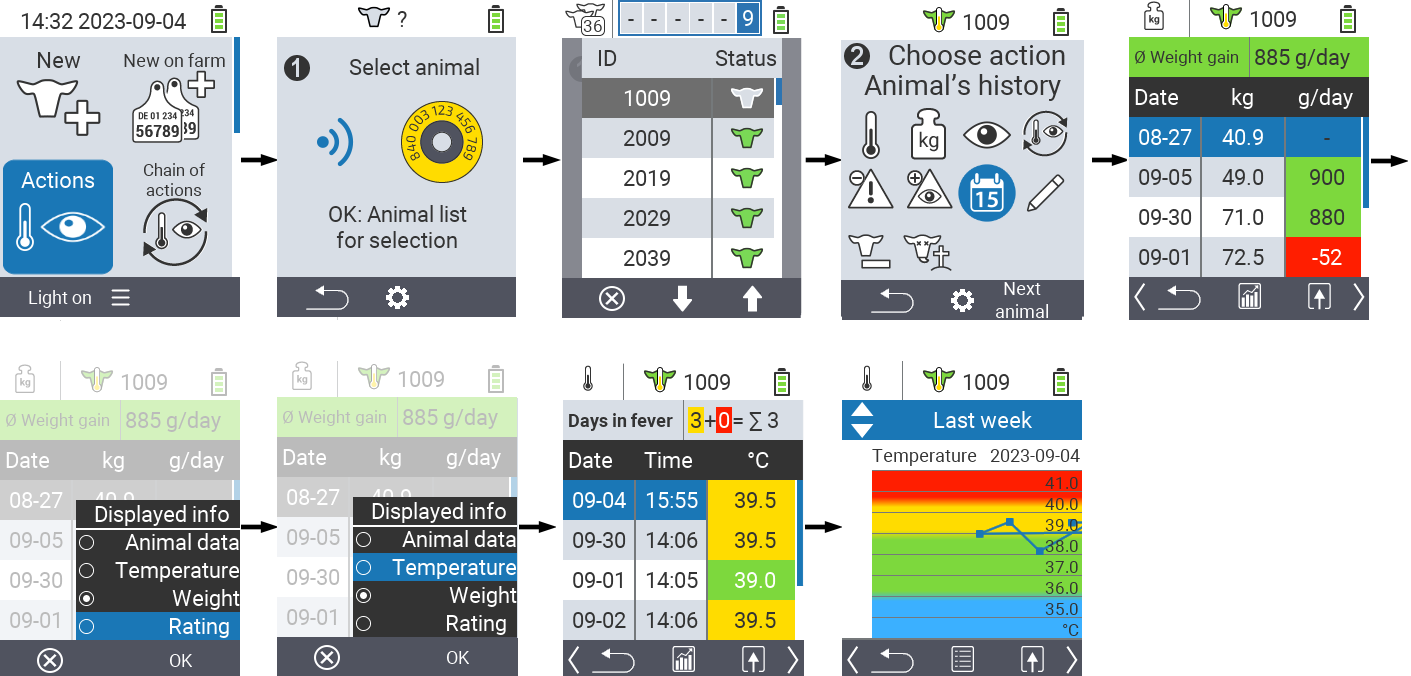 14:32 2023-09-04
New
New on farm
DE 01 234
56789
234
89
Actions
Chain of
actions
Light on
?
1
Select animal
840 003 123 456 789
OK: Animal list
for selection
36
- - - - - 9
ID Status
1009
2009
2019
2029
2039
1009
2 Choose action
Animal's history
kg
15
Next
animal
kg
1009
Ø Weight gain 885 g/day
Date kg g/day
08-27 40.9 -
09-05 49.0 900
09-30 71.0 880
09-01 72.5 -52
kg
1009
Ø Weight gain 885 g/day
Date kg g/day
08-27 40.9
09-05
09-30
09-01
Displayed info
Animal data
Temperature
Weight
Rating
OK
kg
1009
Ø Weight gain 885 g/day
Date kg g/day
08-27 40.9
09-05
09-30
09-01
Displayed info
Animal data
Temperature
Weight
Rating
OK
1009
Days in fever 3+0= ∑ 3
Date Time °C
09-04 15:55 39.5
09-30 14:06 39.5
09-01 14:05 39.0
09-02 14:06 39.5
1009
Last week
Temperature 2023-09-04
41.0
40.0
39.0
38.0
37.0
36.0
35.0
°C